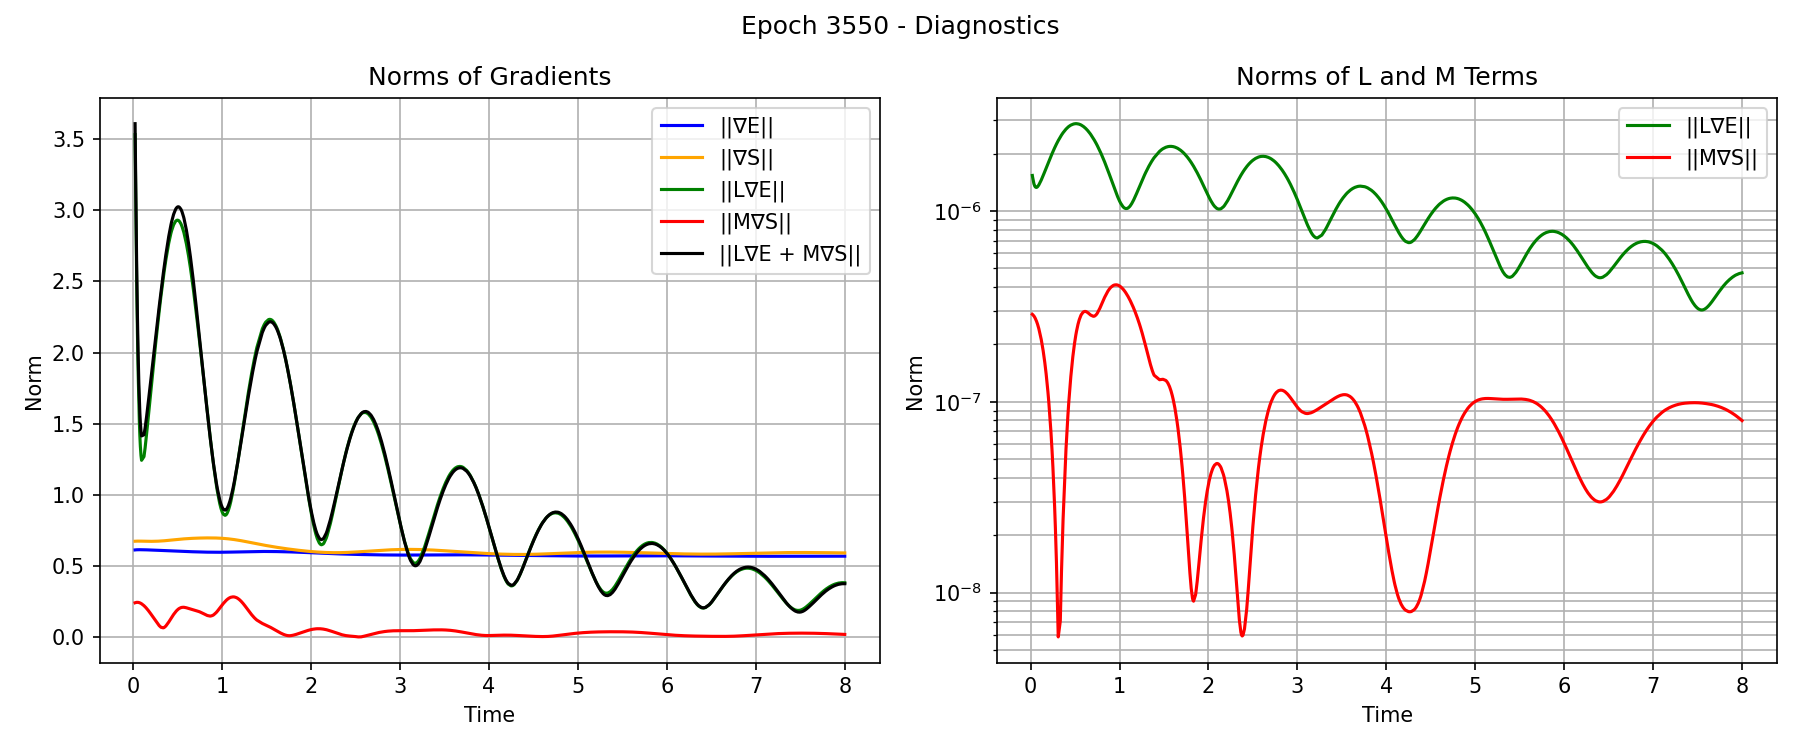 Epoch 3550 - Diagnostics
Norms of Gradients
Norm
3.5
3.0
2.5
2.0
1.5
1.0
0.5
0.0
0 1 2 3 4 5 6 7 8
Time
||∇E||
||∇S||
||L∇E||
||M∇S||
||L∇E + M∇S||
Norms of L and M Terms
Norm
10⁻⁶
10⁻⁷
10⁻⁸
0 1 2 3 4 5 6 7 8
Time
||L∇E||
||M∇S||